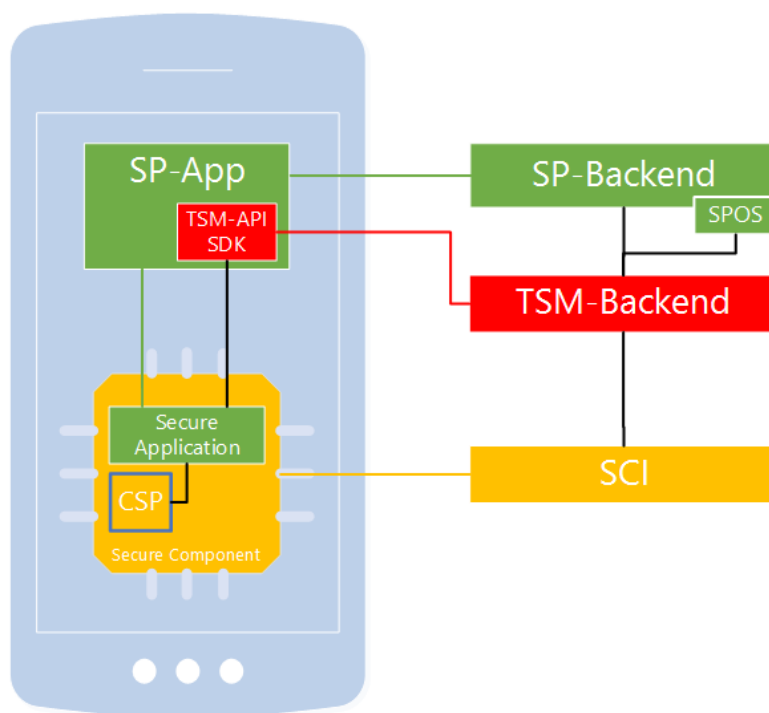 SP-App
TSM-API
SDK
SP-Backend
SPOS
TSM-Backend
Secure
Application
CSP
Secure Component
SCI